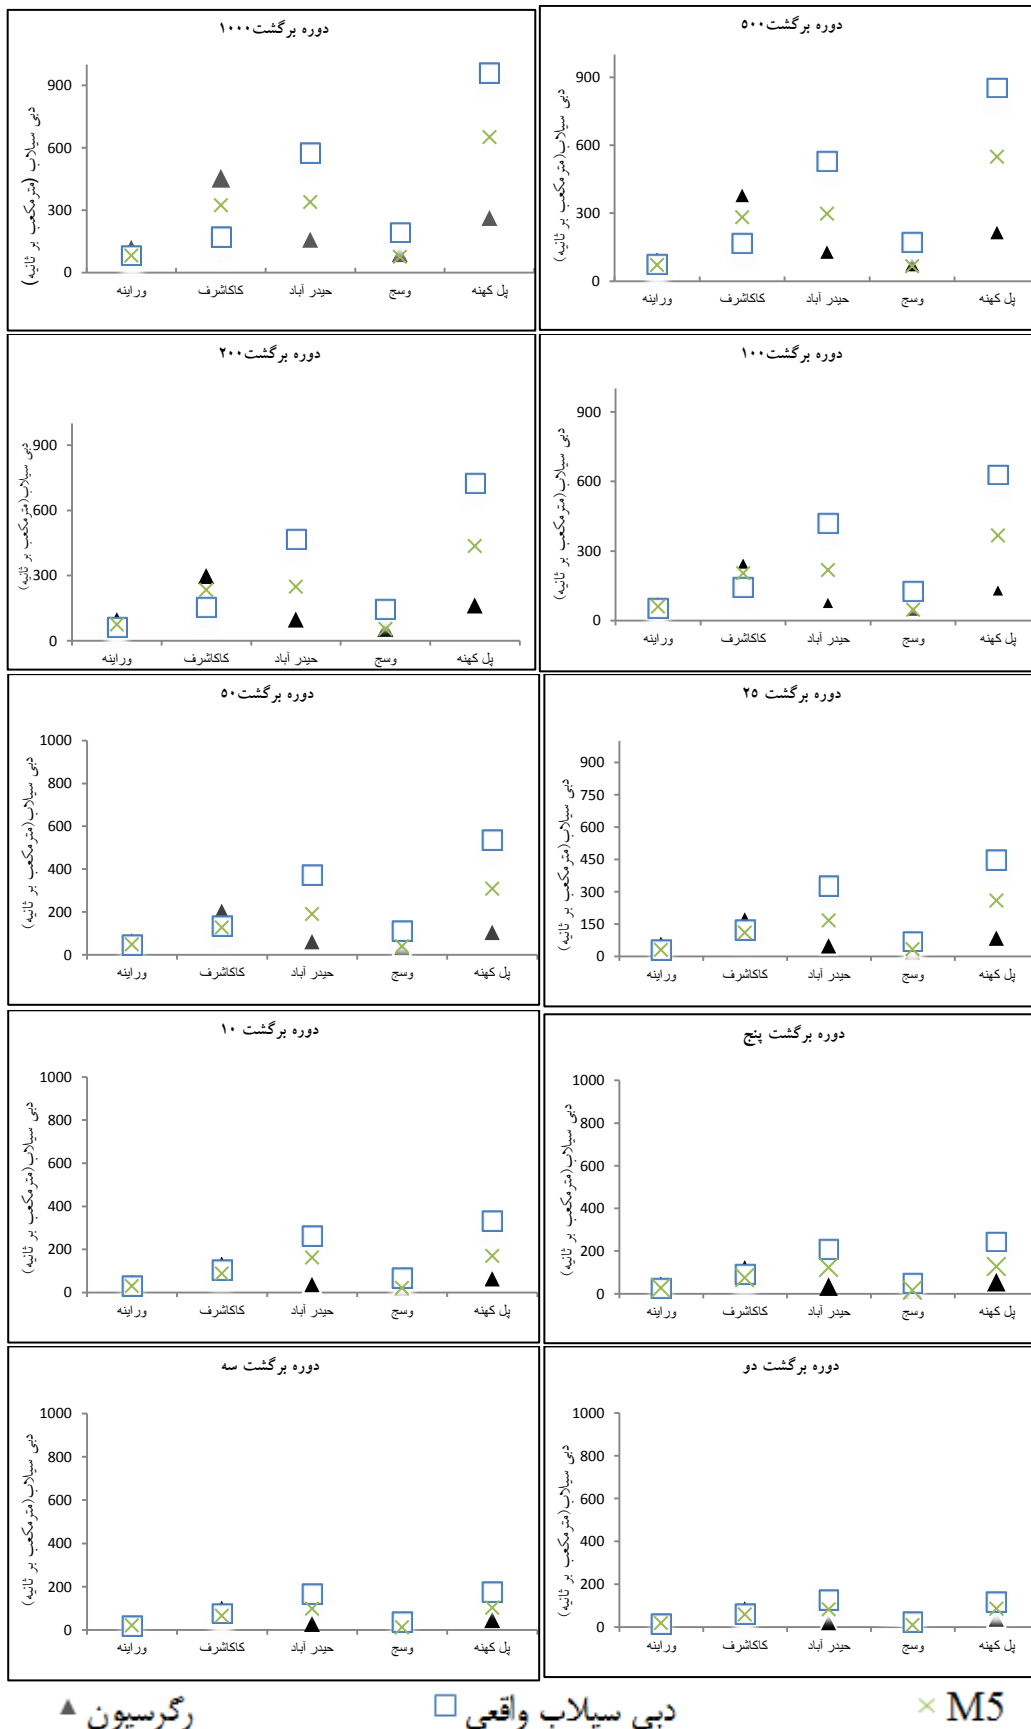 دوره برگشت۱۰۰۰
دبی سیلاب (مترمکعب بر ثانیه)
900
600
300
0
وراینه
کاکاشرف
حیدر آباد
وسج
پل کهنه
دوره برگشت۵۰۰
دبی سیلاب(مترمکعب بر ثانیه)
900
600
300
0
وراینه
کاکاشرف
حیدر آباد
وسج
پل کهنه
دوره برگشت۲۰۰
دبی سیلاب(مترمکعب بر ثانیه)
900
600
300
0
وراینه
کاکاشرف
حیدر آباد
وسج
پل کهنه
دوره برگشت۱۰۰
دبی سیلاب(مترمکعب بر ثانیه)
900
600
300
0
وراینه
کاکاشرف
حیدر آباد
وسج
پل کهنه
دوره برگشت۵۰
دبی سیلاب(مترمکعب بر ثانیه)
1000
800
600
400
200
0
وراینه
کاکاشرف
حیدر آباد
وسج
پل کهنه
دوره برگشت ۲۵
دبی سیلاب(مترمکعب بر ثانیه)
900
750
600
450
300
150
0
وراینه
کاکاشرف
حیدر آباد
وسج
پل کهنه
دوره برگشت ۱۰
دبی سیلاب(مترمکعب بر ثانیه)
1000
800
600
400
200
0
وراینه
کاکاشرف
حیدر آباد
وسج
پل کهنه
دوره برگشت پنج
دبی سیلاب(مترمکعب بر ثانیه)
1000
800
600
400
200
0
وراینه
کاکاشرف
حیدر آباد
وسج
پل کهنه
دوره برگشت سه
دبی سیلاب(مترمکعب بر ثانیه)
1000
800
600
400
200
0
وراینه
کاکاشرف
حیدر آباد
وسج
پل کهنه
دوره برگشت دو
دبی سیلاب(مترمکعب بر ثانیه)
1000
800
600
400
200
0
وراینه
کاکاشرف
حیدر آباد
وسج
پل کهنه
رگرسیون
دبی سیلاب واقعی
M5